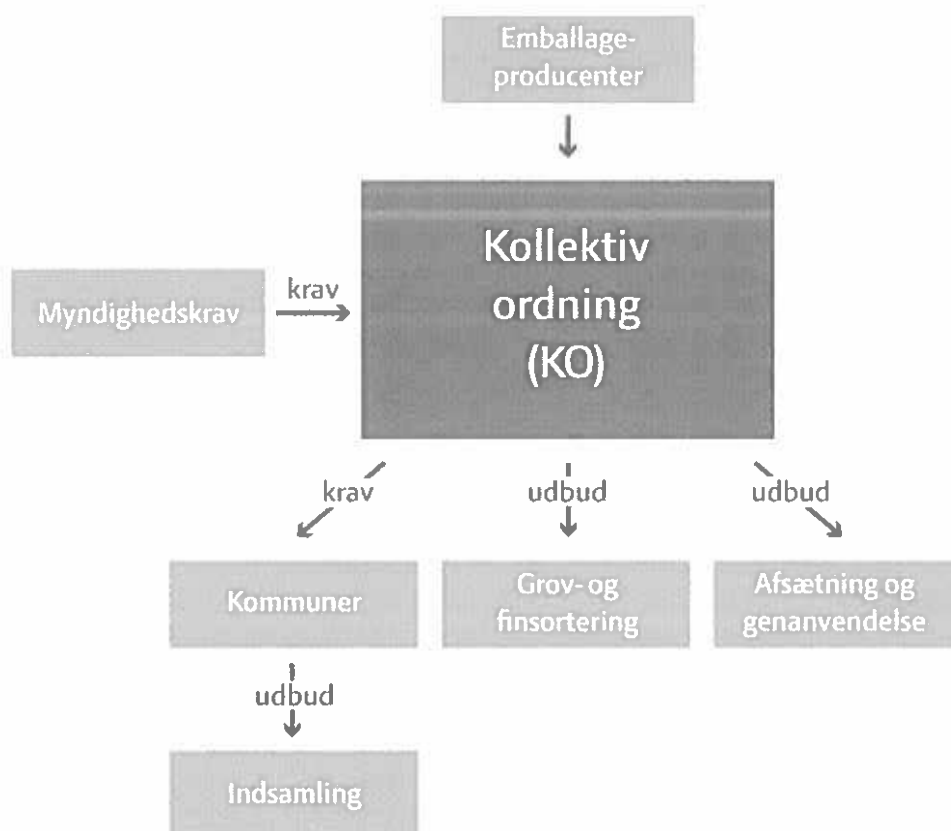 Emballage-
producenter
Kollektiv
ordning
(KO)
Myndighedskrav
krav
krav
udbud
udbud
Kommuner
Grov- og
finsortering
Afsætning og
genanvendelse
udbud
Indsamling